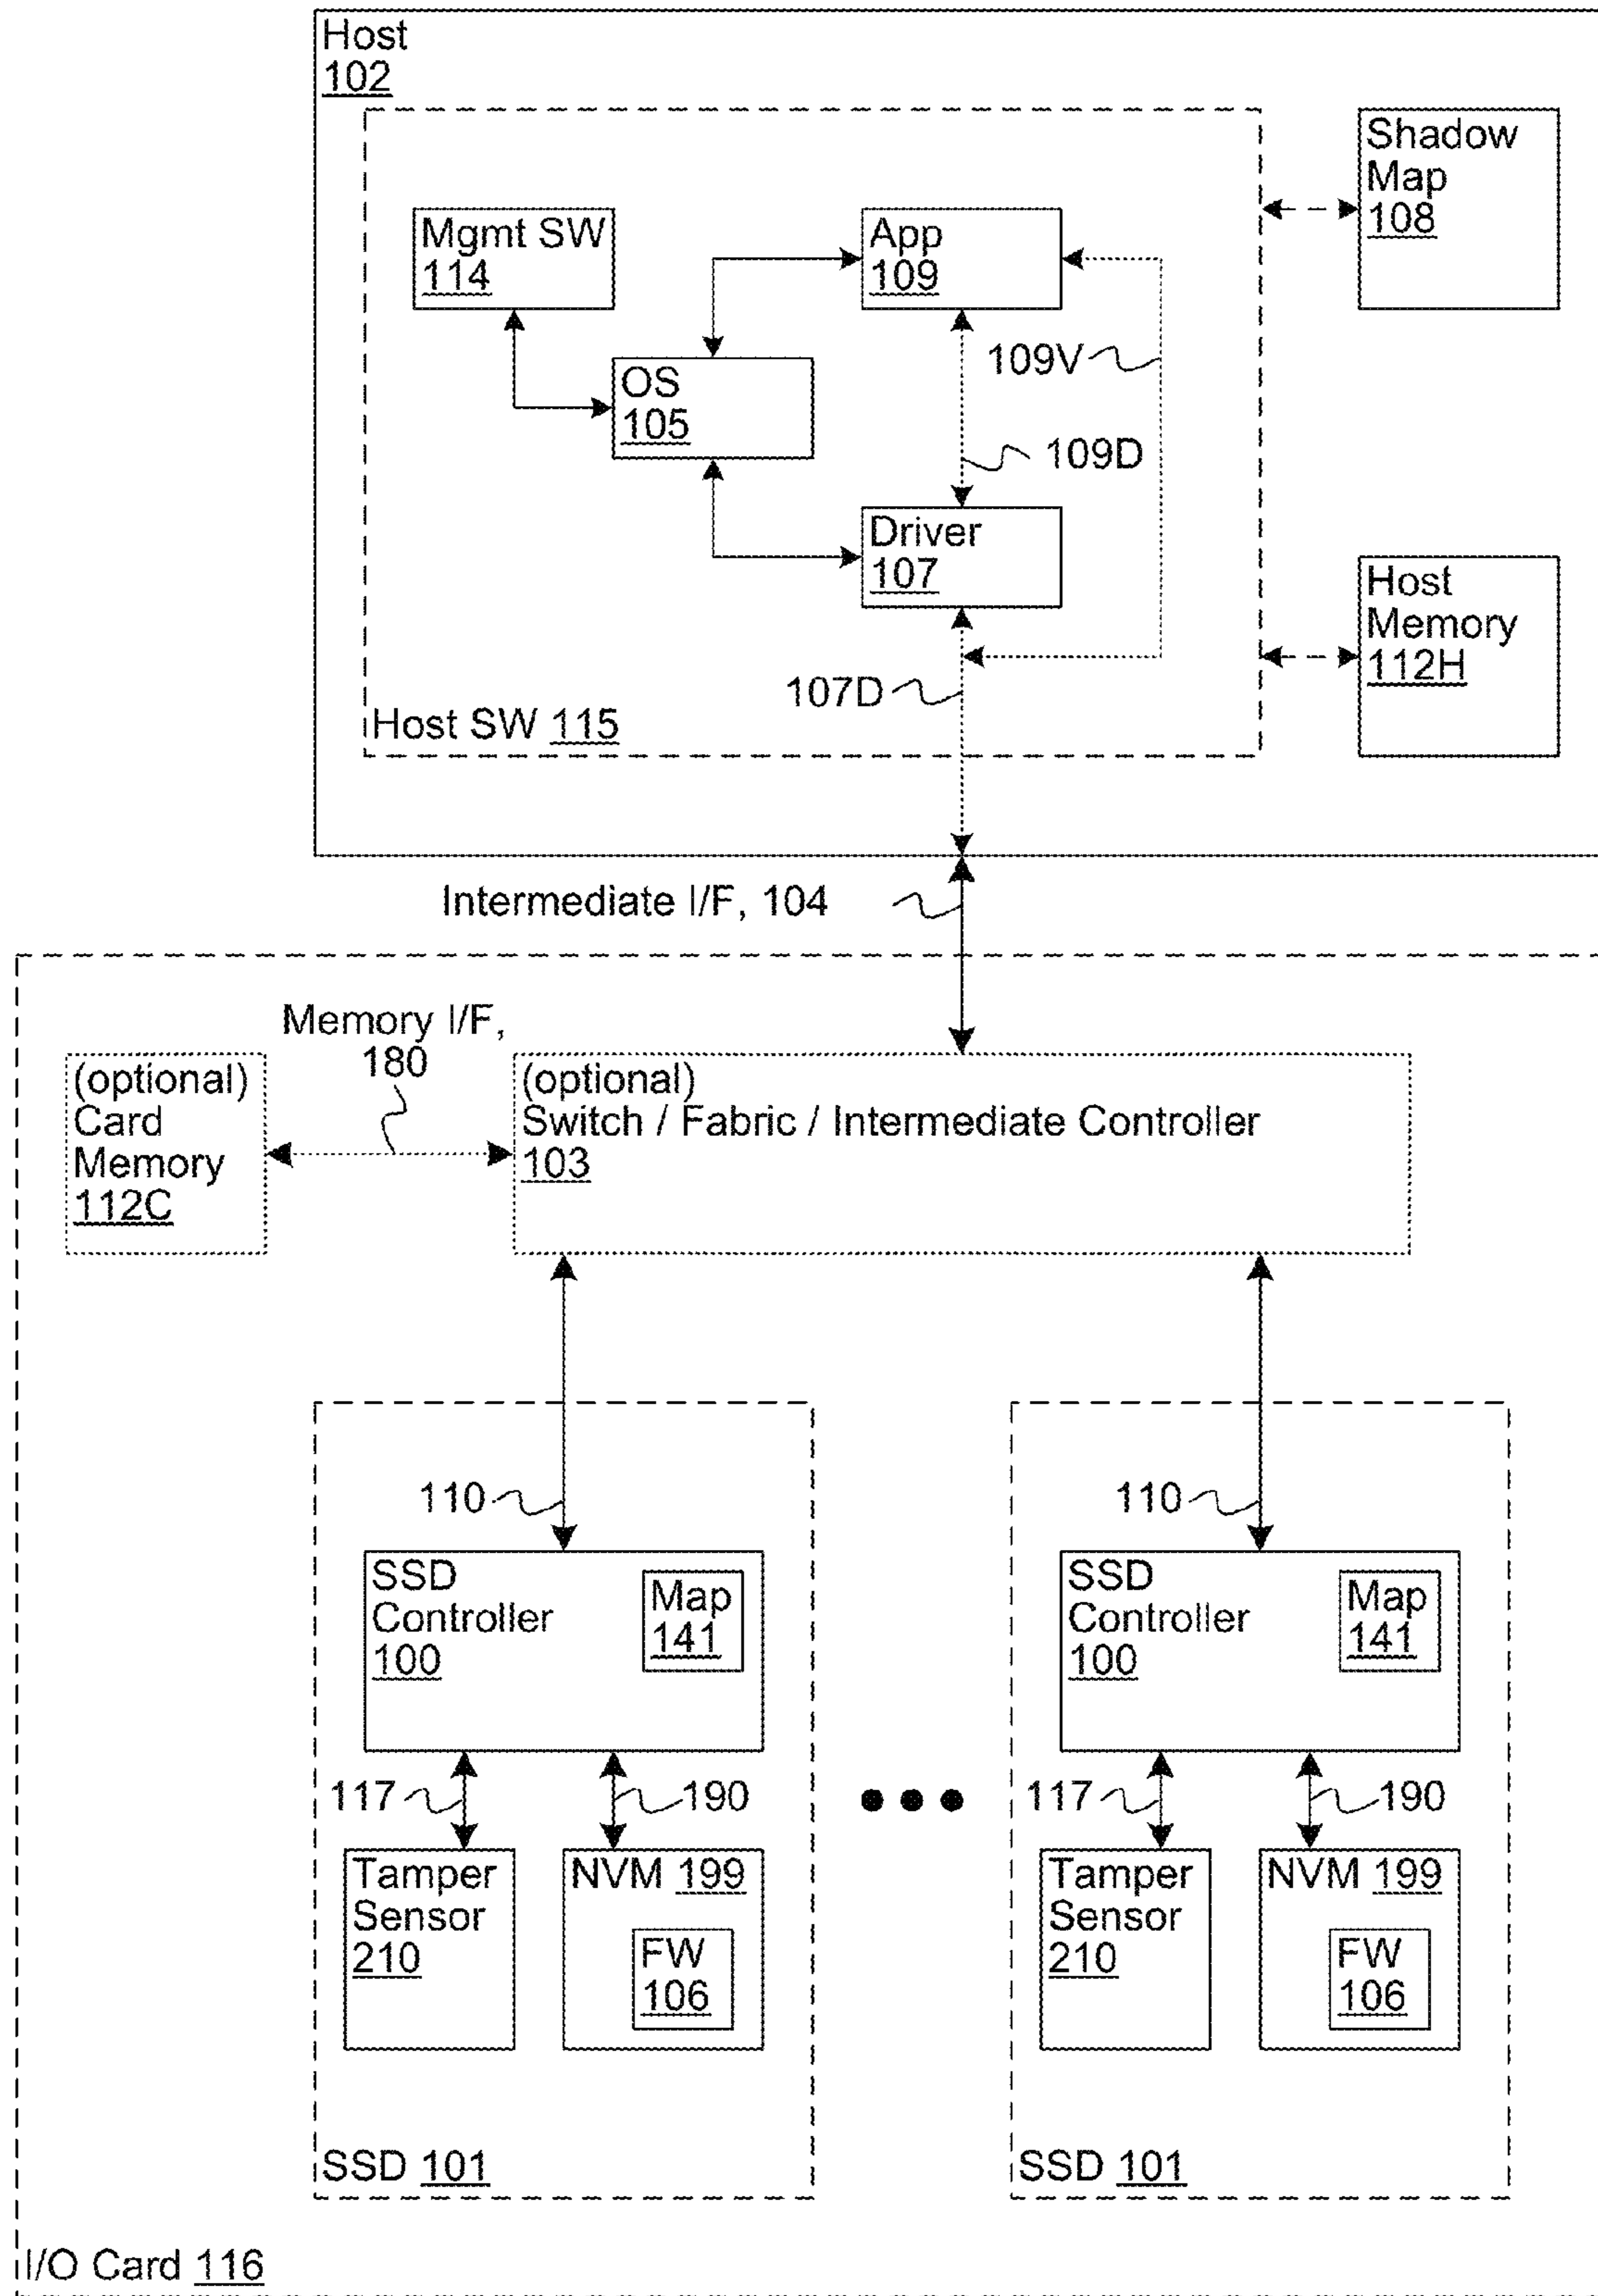 Host
102
Shadow
Map
108
Mgmt SW
114
App
109
109V
OS
105
109D
Driver
107
Host
Memory
112H
107D
Host SW 115
Intermediate I/F, 104
Memory I/F,
180
(optional)
Card
Memory
112C
(optional)
Switch / Fabric / Intermediate Controller
103
110
110
SSD
Controller
100
Map
141
SSD
Controller
100
Map
141
117
190
117
190
Tamper
Sensor
210
NVM 199
FW
106
Tamper
Sensor
210
NVM 199
FW
106
SSD 101
SSD 101
I/O Card 116